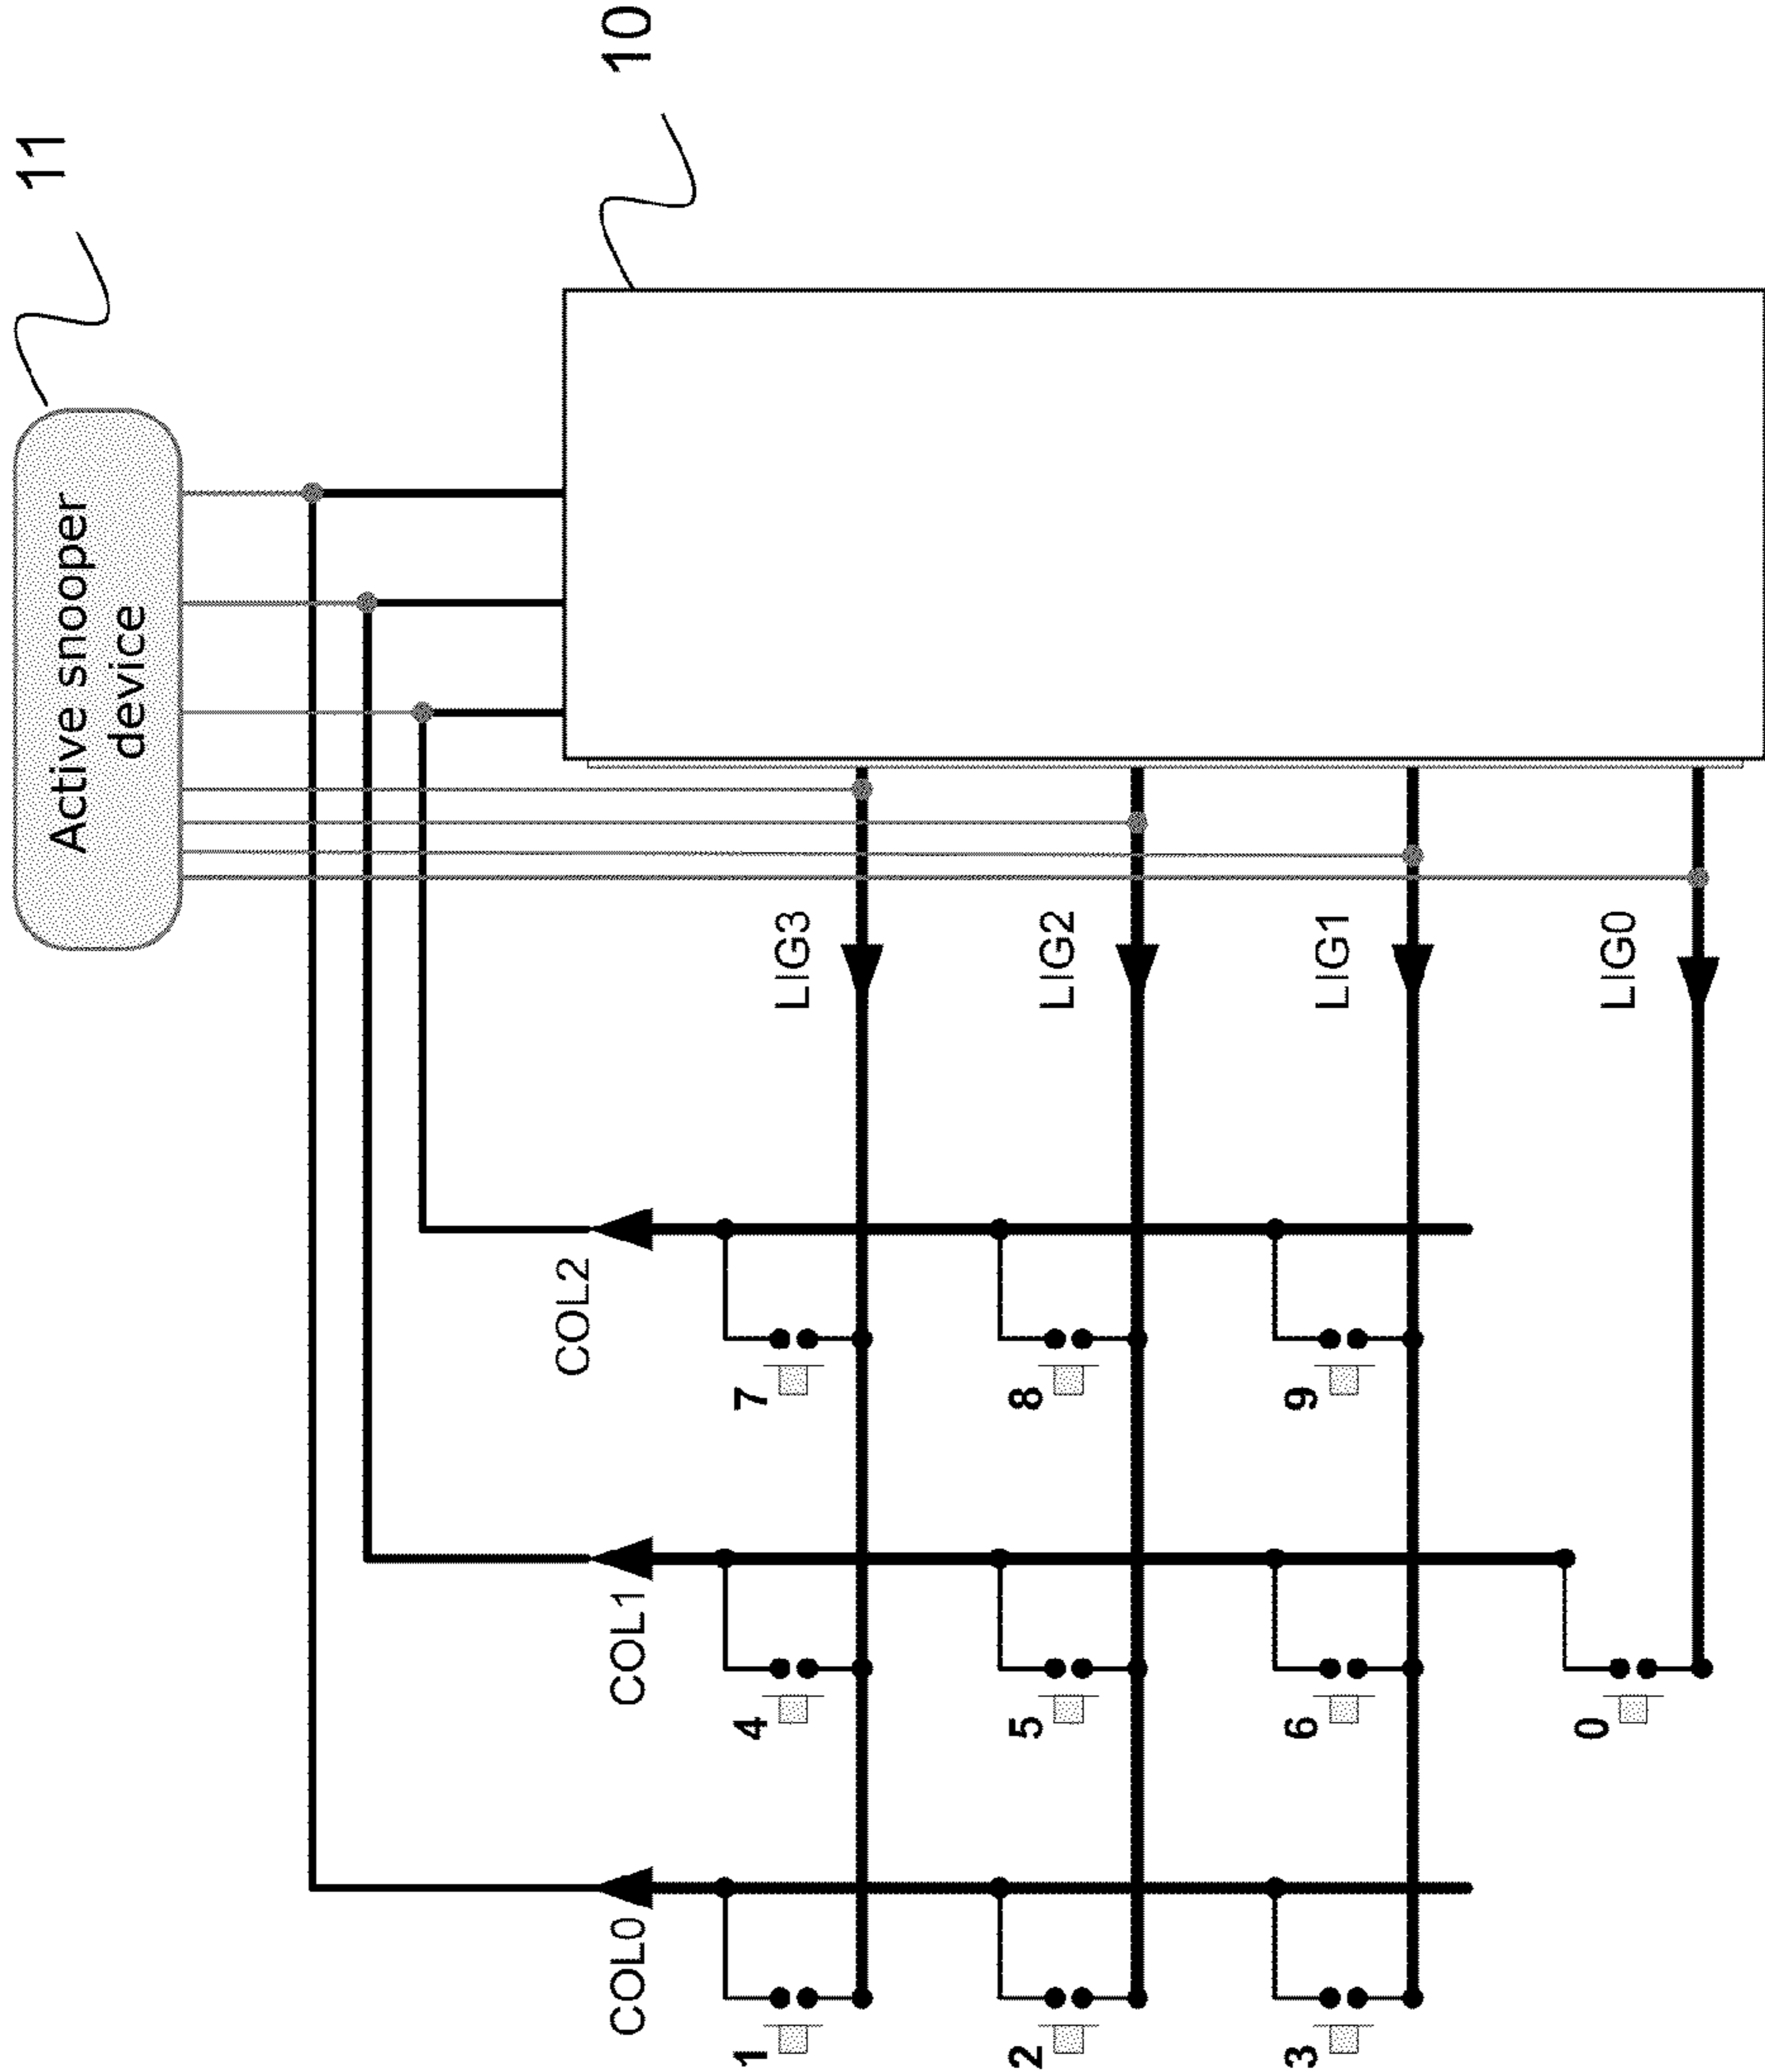 11
Active snooper
device
COL0
COL1
COL2
10
1
4
7
LIG3
2
5
8
LIG2
3
6
9
LIG1
0
LIG0